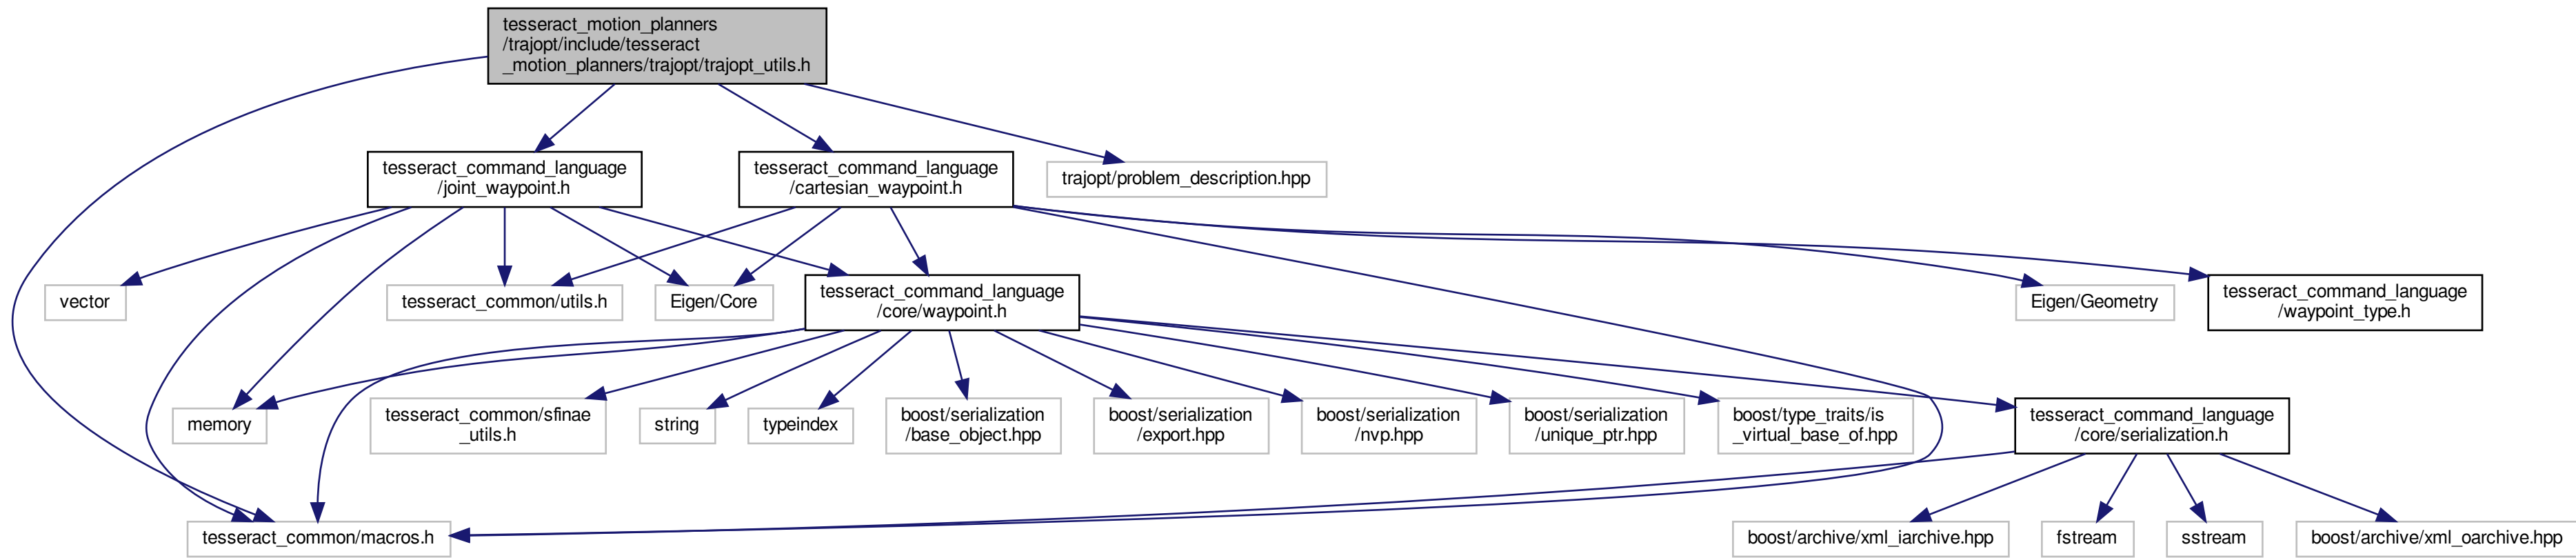 tesseract_motion_planners
/trajopt/include/tesseract
_motion_planners/trajopt/trajopt_utils.h
tesseract_command_language
/joint_waypoint.h
tesseract_command_language
/cartesian_waypoint.h
trajopt/problem_description.hpp
vector
tesseract_common/utils.h
Eigen/Core
tesseract_command_language
/core/waypoint.h
Eigen/Geometry
tesseract_command_language
/waypoint_type.h
memory
tesseract_common/sfinae
_utils.h
string
typeindex
boost/serialization
/base_object.hpp
boost/serialization
/export.hpp
boost/serialization
/nvp.hpp
boost/serialization
/unique_ptr.hpp
boost/type_traits/is
_virtual_base_of.hpp
tesseract_command_language
/core/serialization.h
tesseract_common/macros.h
boost/archive/xml_iarchive.hpp
fstream
sstream
boost/archive/xml_oarchive.hpp